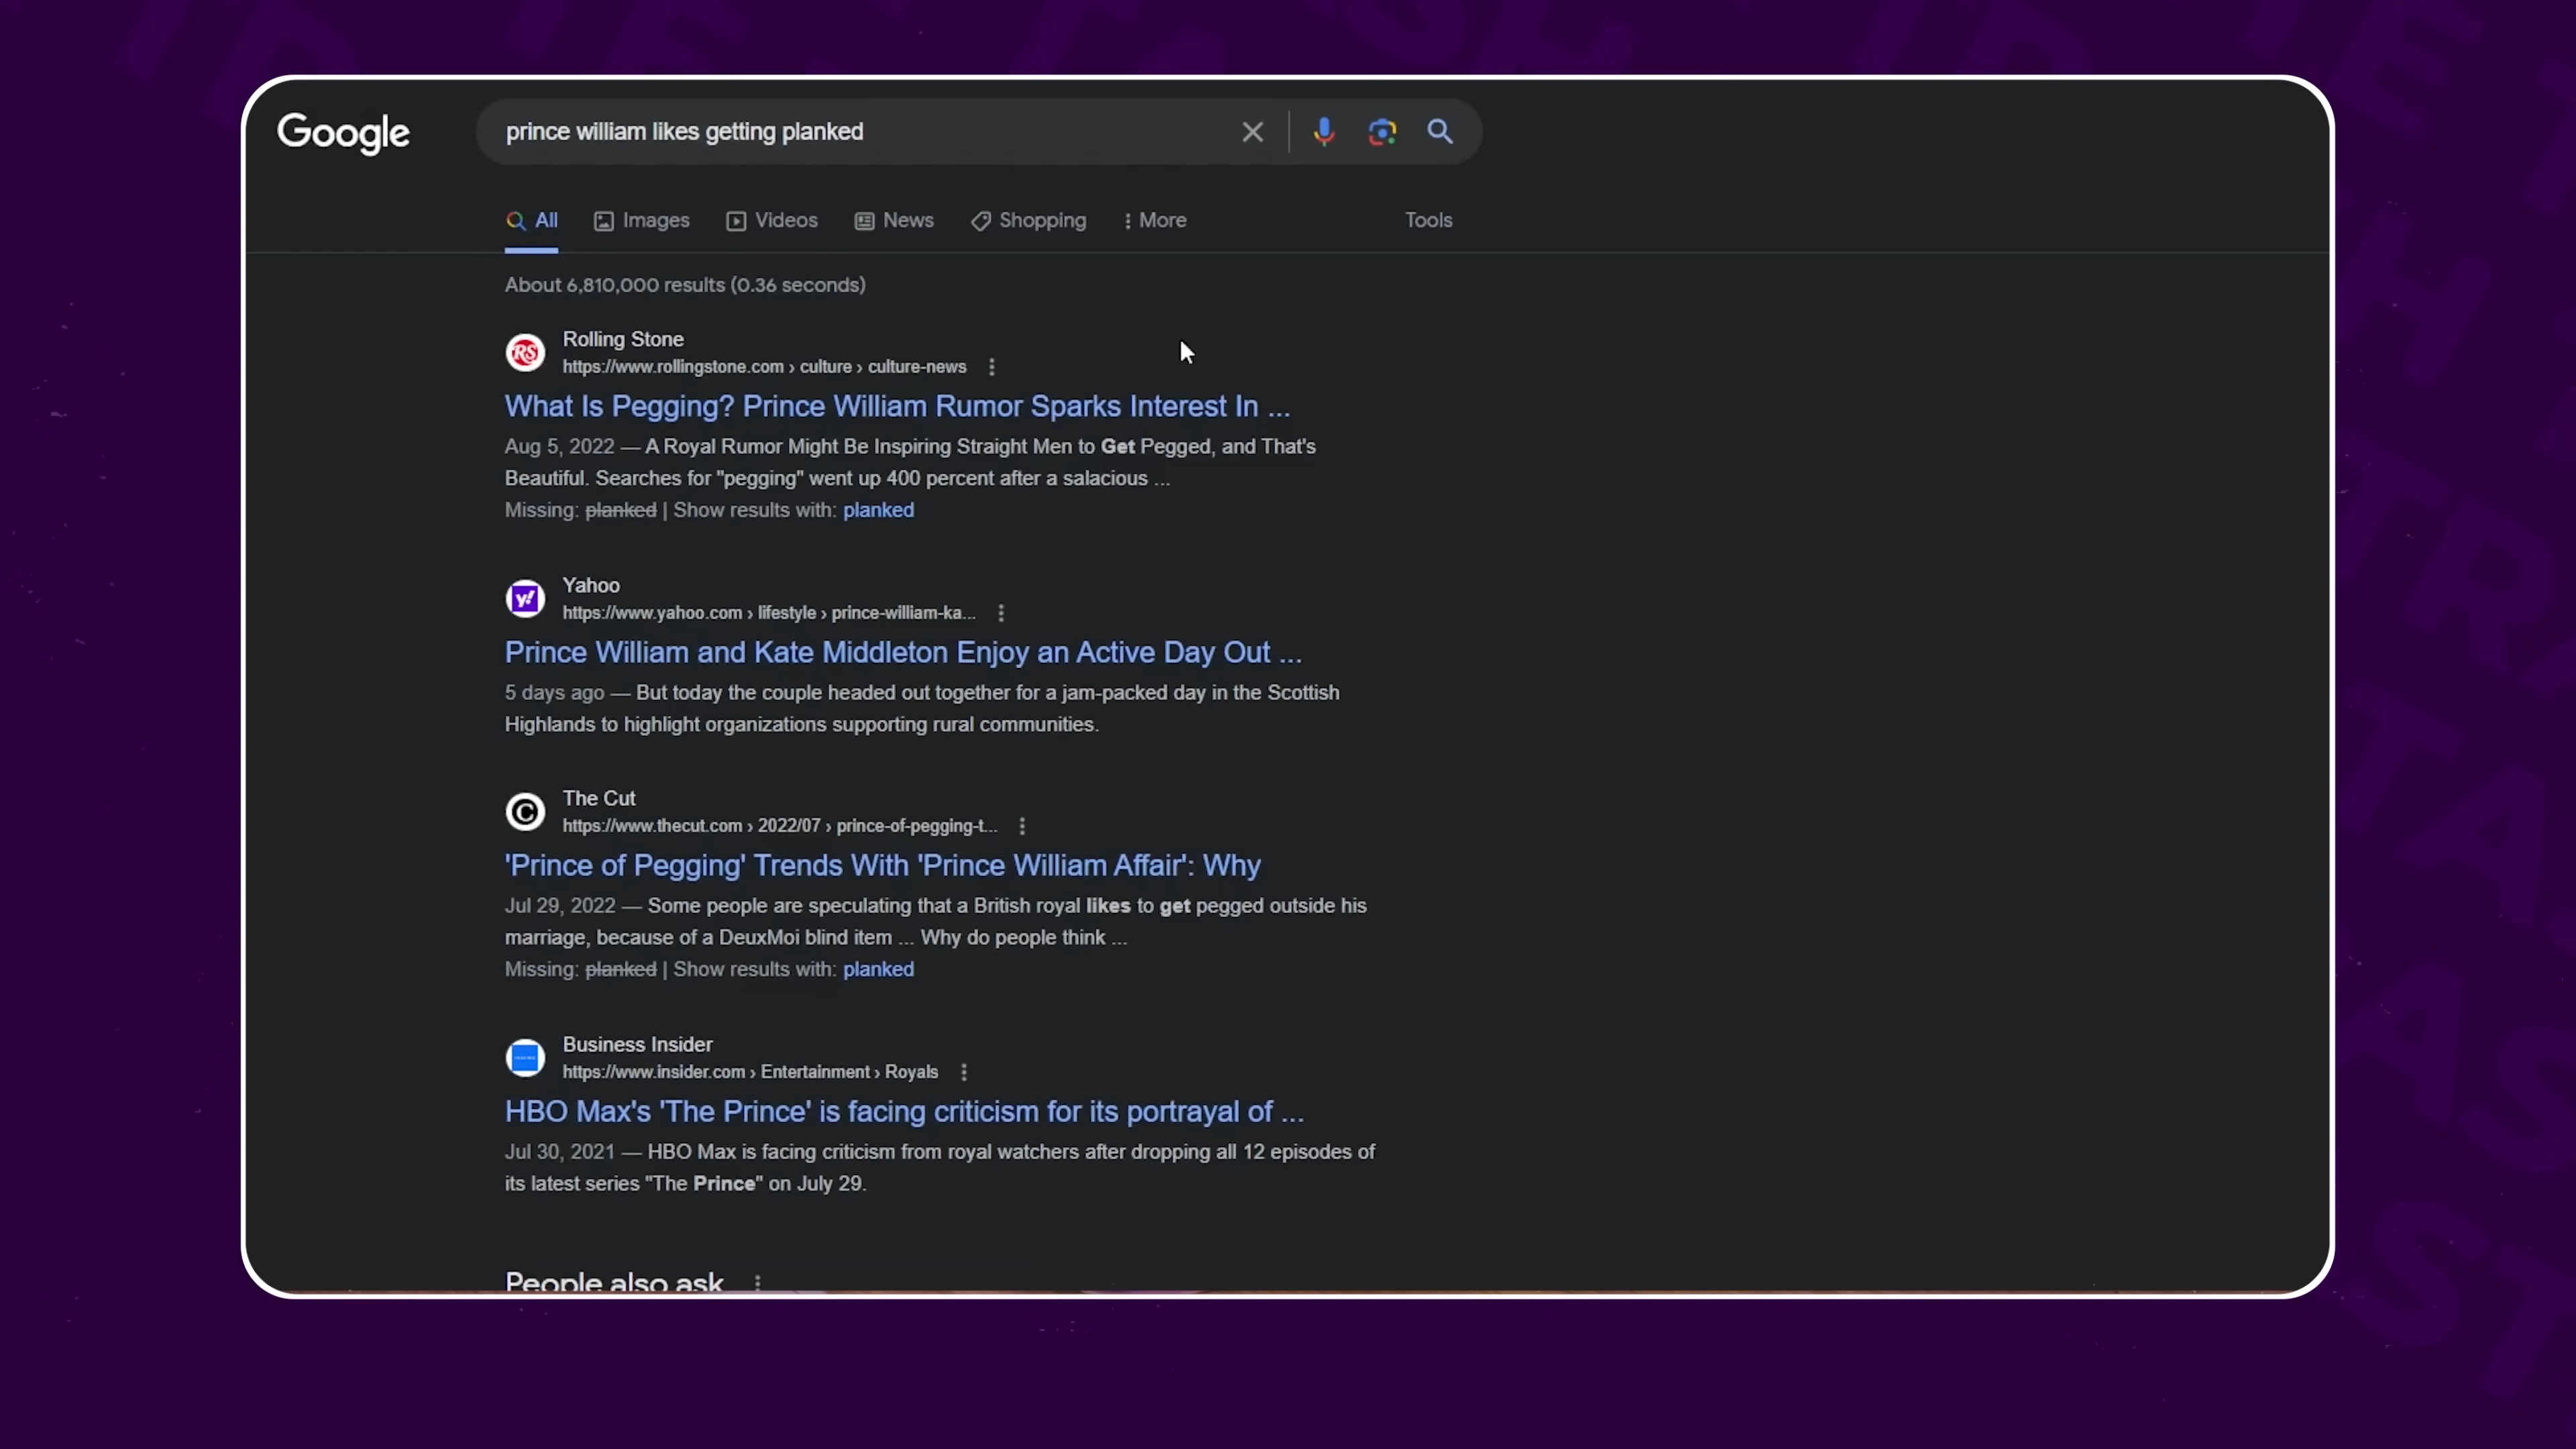 Google
prince william likes getting planked
All Images Videos News Shopping More Tools
About 6,810,000 results (0.36 seconds)
Rolling Stone
https://www.rollingstone.com › culture › culture-news
What Is Pegging? Prince William Rumor Sparks Interest In ...
Aug 5, 2022 — A Royal Rumor Might Be Inspiring Straight Men to Get Pegged, and That's
Beautiful. Searches for "pegging" went up 400 percent after a salacious ...
Missing: planked | Show results with: planked
Yahoo
https://www.yahoo.com › lifestyle › prince-william-ka...
Prince William and Kate Middleton Enjoy an Active Day Out ...
5 days ago — But today the couple headed out together for a jam-packed day in the Scottish
Highlands to highlight organizations supporting rural communities.
The Cut
https://www.thecut.com › 2022/07 › prince-of-pegging-t...
'Prince of Pegging' Trends With 'Prince William Affair': Why
Jul 29, 2022 — Some people are speculating that a British royal likes to get pegged outside his
marriage, because of a DeuxMoi blind item ... Why do people think ...
Missing: planked | Show results with: planked
Business Insider
https://www.insider.com › Entertainment › Royals
HBO Max's 'The Prince' is facing criticism for its portrayal of ...
Jul 30, 2021 — HBO Max is facing criticism from royal watchers after dropping all 12 episodes of
its latest series "The Prince" on July 29.
People also ask